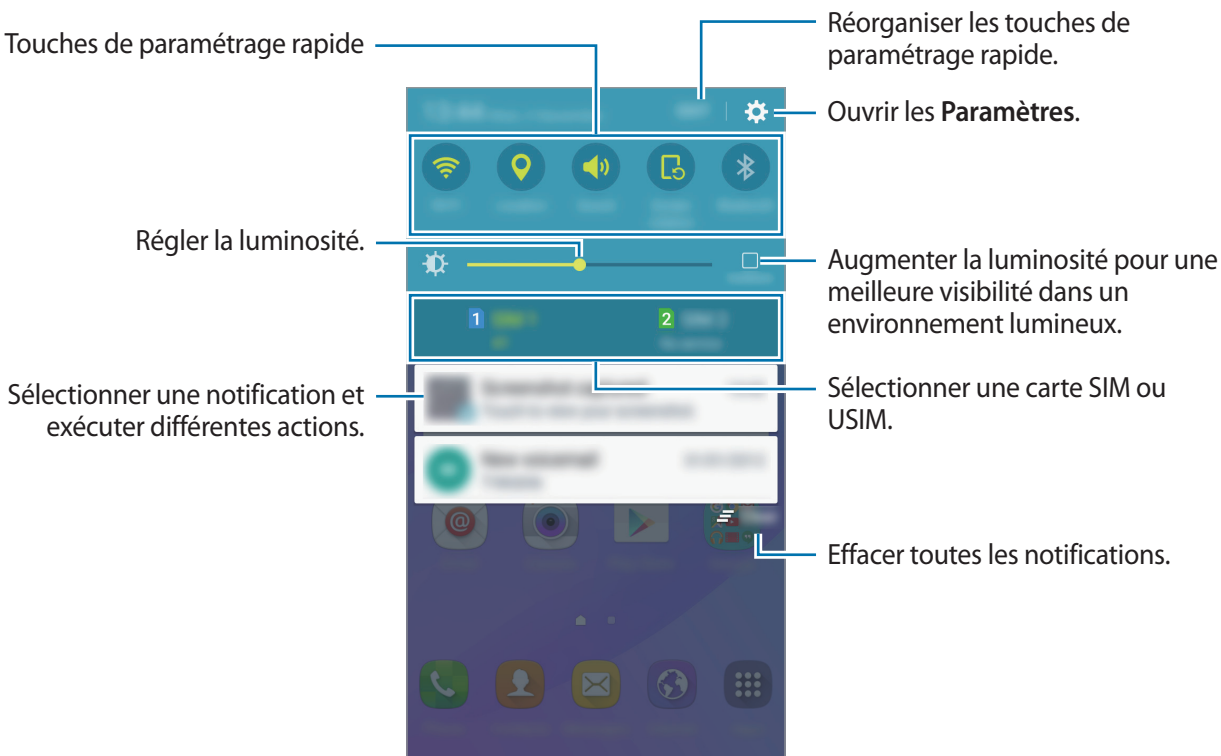 Touches de paramétrage rapide
Réorganiser les touches de
paramétrage rapide.
Ouvrir les Paramètres.
Régler la luminosité.
Augmenter la luminosité pour une
meilleure visibilité dans un
environnement lumineux.
1
2
Sélectionner une notification et
exécuter différentes actions.
Sélectionner une carte SIM ou
USIM.
Effacer toutes les notifications.